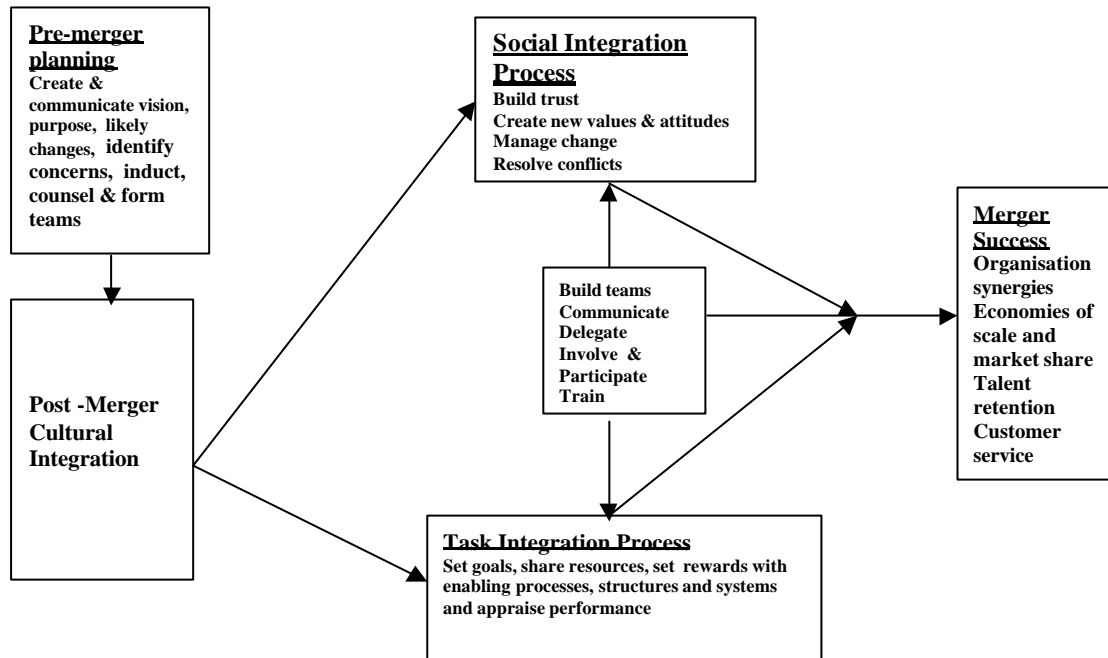 Pre-merger
planning
Create &
communicate vision,
purpose, likely
changes, identify
concerns, induct,
counsel & form
teams
Post -Merger
Cultural
Integration
Social Integration
Process
Build trust
Create new values & attitudes
Manage change
Resolve conflicts
Build teams
Communicate
Delegate
Involve &
Participate
Train
Task Integration Process
Set goals, share resources, set rewards with
enabling processes, structures and systems
and appraise performance
Merger
Success
Organisation
synergies
Economies of
scale and
market share
Talent
retention
Customer
service